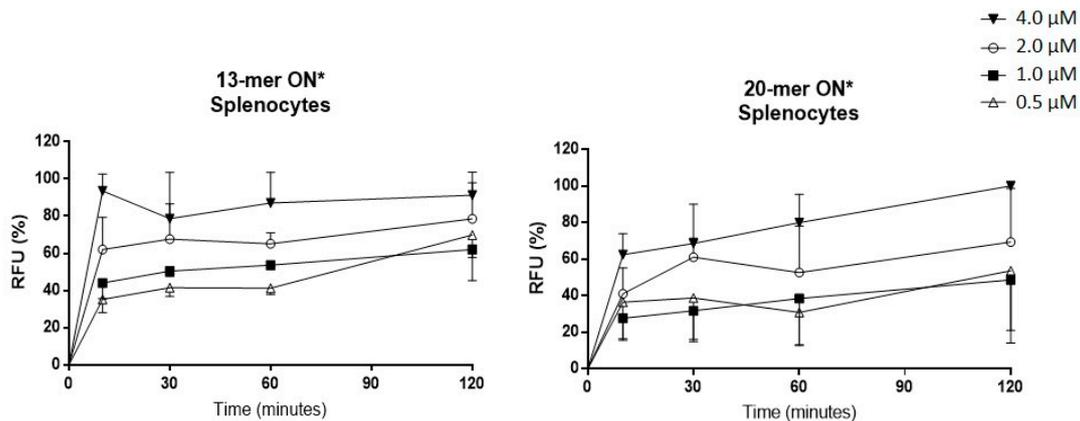 4.0 µM
2.0 µM
1.0 µM
0.5 µM
13-mer ON*
Splenocytes
RFU (%)
120
100
80
60
40
20
0
0 30 60 90 120
Time (minutes)
20-mer ON*
Splenocytes
RFU (%)
120
100
80
60
40
20
0
0 30 60 90 120
Time (minutes)